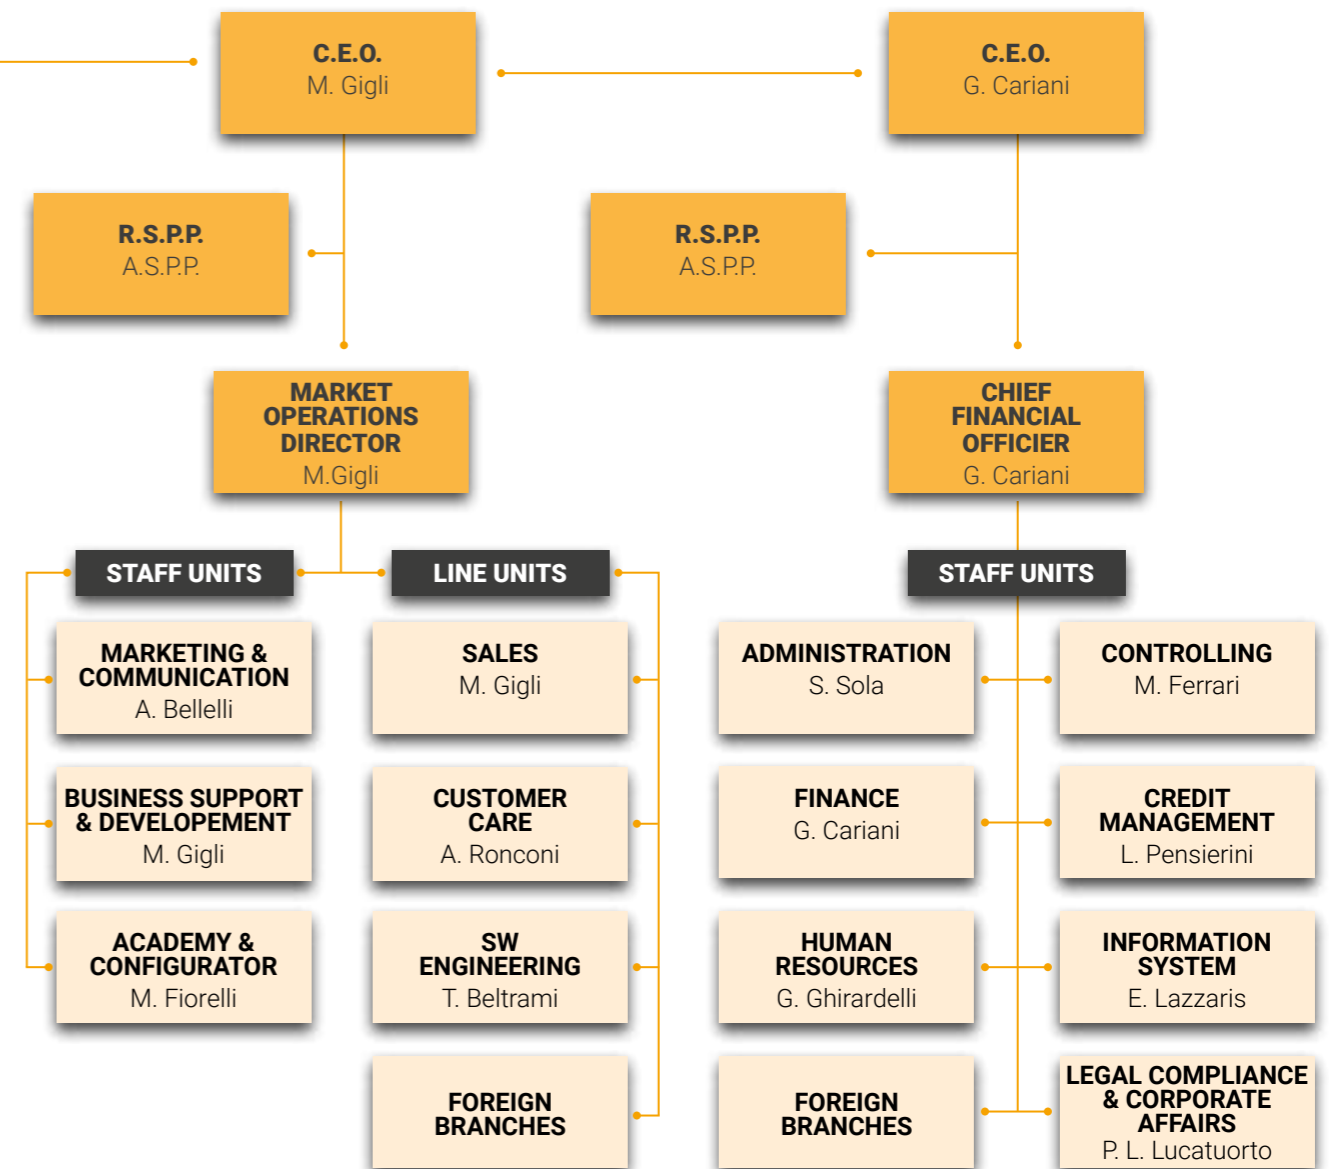 C.E.O.
M. Gigli
C.E.O.
G. Cariani
R.S.P.P.
A.S.P.P.
R.S.P.P.
A.S.P.P.
MARKET
OPERATIONS
DIRECTOR
M.Gigli
CHIEF
FINANCIAL
OFFICIER
G. Cariani
STAFF UNITS
MARKETING &
COMMUNICATION
A. Bellelli
BUSINESS SUPPORT
& DEVELOPEMENT
M. Gigli
ACADEMY &
CONFIGURATOR
M. Fiorelli
LINE UNITS
SALES
M. Gigli
CUSTOMER
CARE
A. Ronconi
SW
ENGINEERING
T. Beltrami
FOREIGN
BRANCHES
STAFF UNITS
ADMINISTRATION
S. Sola
FINANCE
G. Cariani
HUMAN
RESOURCES
G. Ghirardelli
FOREIGN
BRANCHES
CONTROLLING
M. Ferrari
CREDIT
MANAGEMENT
L. Pensierini
INFORMATION
SYSTEM
E. Lazzaris
LEGAL COMPLIANCE
& CORPORATE
AFFAIRS
P. L. Lucatuorto